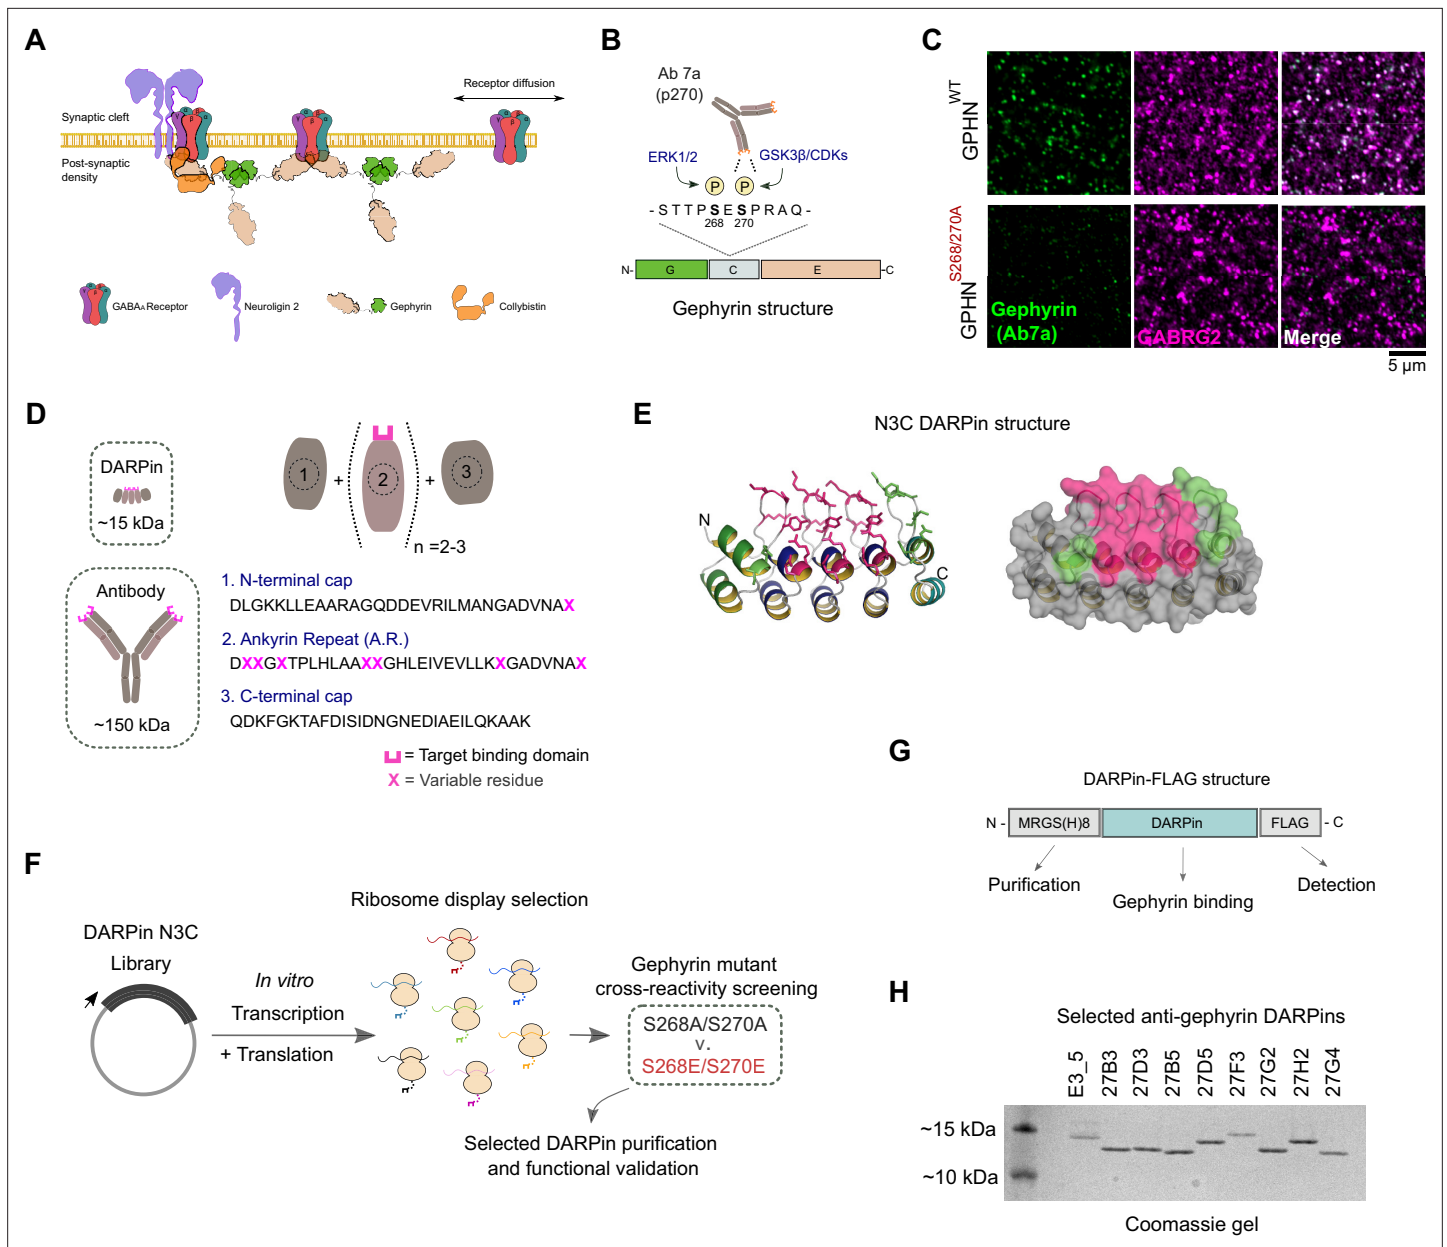 A
Receptor diffusion
Synaptic cleft
Post-synaptic
density
γ β α β α
γ β α β α
γ β α β α
γ β α β α
GABAA Receptor
Neuroligin 2
Gephyrin
Collybistin
B
Ab 7a
(p270)
ERK1/2
GSK3β/CDKs
P P
- S T T P S E S P R A Q -
268 270
N- G C E -C
Gephyrin structure
C
GPHN WT
GPHN S268/270A
Gephyrin
(Ab7a)
GABRG2
Merge
5 µm
D
DARPin
~15 kDa
Antibody
~150 kDa
1 + 2 + 3
n =2-3
1. N-terminal cap
DLGKKLLEAARAGQDDEVRILMANGADVNAX
2. Ankyrin Repeat (A.R.)
DXXGXTPLHLAAXXGHLEIVEVLLKXGADVNAX
3. C-terminal cap
QDKFGKTAFDISIDNGNEDIAEILQKAAK
= Target binding domain
X = Variable residue
E
N3C DARPin structure
N
C
F
DARPin N3C
Library
In vitro
Transcription
+ Translation
Ribosome display selection
Gephyrin mutant
cross-reactivity screening
S268A/S270A
v.
S268E/S270E
Selected DARPin purification
and functional validation
G
DARPin-FLAG structure
N - MRGS(H)8 DARPin FLAG - C
Purification
Gephyrin binding
Detection
H
Selected anti-gephyrin DARPins
E3_5
27B3
27D3
27B5
27D5
27F3
27G2
27H2
27G4
~15 kDa
~10 kDa
Coomassie gel